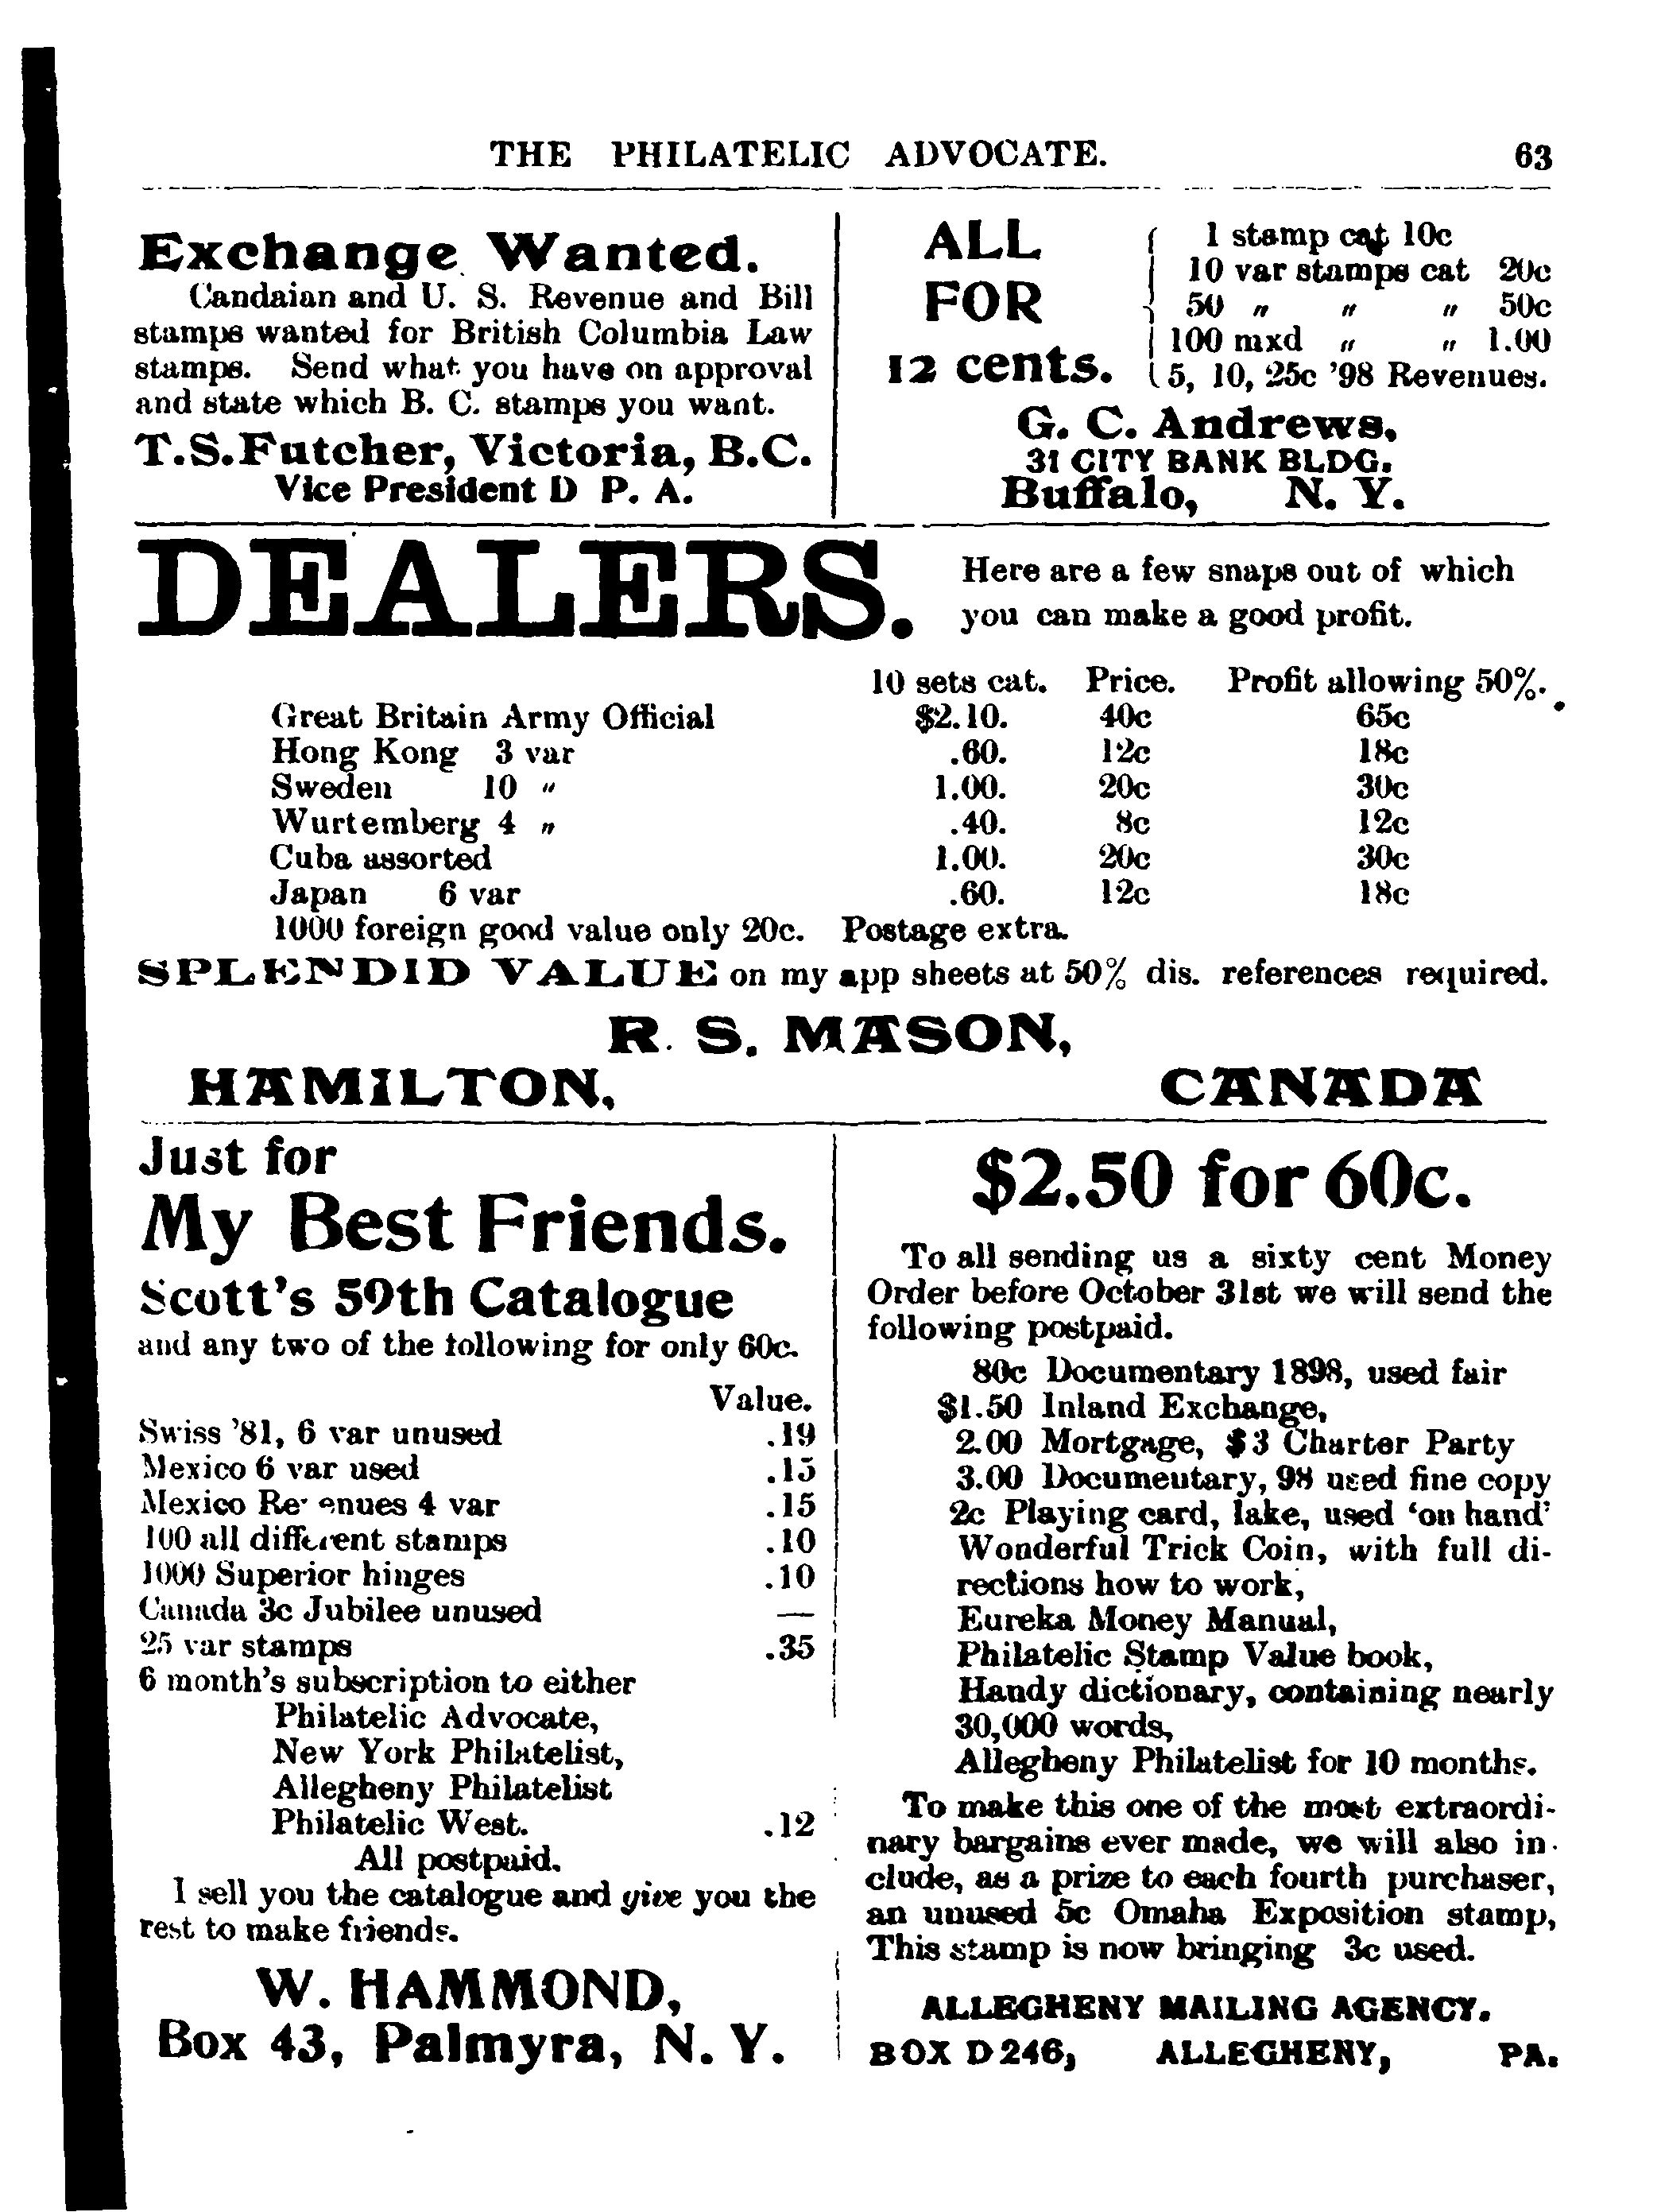 THE PHILATELIC ADVOCATE. 63
Exchange Wanted.
Candaian and U. S. Revenue and Bill
stamps wanted for British Columbia Law
stamps. Send what you have on approval
and state which B. C. stamps you want.
T.S.Futcher, Victoria, B.C.
Vice President D P. A.
ALL
FOR
12 cents.
1 stamp cat 10c
10 var stamps cat 20c
50 " " " 50c
100 mxd " " 1.00
5, 10, 25c '98 Revenues.
G. C. Andrews,
31 CITY BANK BLDG.
Buffalo, N. Y.
DEALERS.
Here are a few snaps out of which
you can make a good profit.
10 sets cat. Price. Profit allowing 50%.
Great Britain Army Official $2.10. 40c 65c
Hong Kong 3 var .60. 12c 18c
Sweden 10 " 1.00. 20c 30c
Wurtemberg 4 " .40. 8c 12c
Cuba assorted 1.00. 20c 30c
Japan 6 var .60. 12c 18c
1000 foreign good value only 20c. Postage extra.
SPLENDID VALUE on my app sheets at 50% dis. references required.
R. S. MASON,
HAMILTON, CANADA
Just for
My Best Friends.
Scott's 59th Catalogue
and any two of the following for only 60c.
Value.
Swiss '81, 6 var unused .19
Mexico 6 var used .15
Mexico Revenues 4 var .15
100 all different stamps .10
1000 Superior hinges .10
Canada 3c Jubilee unused —
25 var stamps .35
6 month's subscription to either
Philatelic Advocate,
New York Philatelist,
Allegheny Philatelist
Philatelic West. .12
All postpaid.
I sell you the catalogue and give you the
rest to make friends.
W. HAMMOND,
Box 43, Palmyra, N. Y.
$2.50 for 60c.
To all sending us a sixty cent Money
Order before October 31st we will send the
following postpaid.
80c Documentary 1898, used fair
$1.50 Inland Exchange,
2.00 Mortgage, $3 Charter Party
3.00 Documentary, 98 used fine copy
2c Playing card, lake, used 'on hand'
Wonderful Trick Coin, with full di-
rections how to work,
Eureka Money Manual,
Philatelic Stamp Value book,
Handy dictionary, containing nearly
30,000 words,
Allegheny Philatelist for 10 months.
To make this one of the most extraordi-
nary bargains ever made, we will also in-
clude, as a prize to each fourth purchaser,
an unused 5c Omaha Exposition stamp,
This stamp is now bringing 3c used.
ALLEGHENY MAILING AGENCY.
BOX D 246, ALLEGHENY, PA.